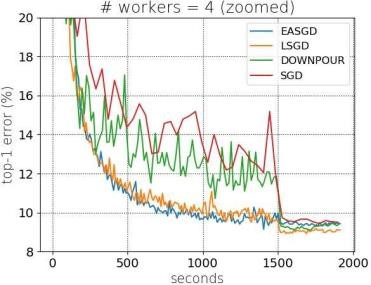 # workers = 4 (zoomed)
EASGD
LSGD
DOWNPOUR
SGD
top-1 error (%)
20
18
16
14
12
10
8
0
500
1000
1500
2000
seconds